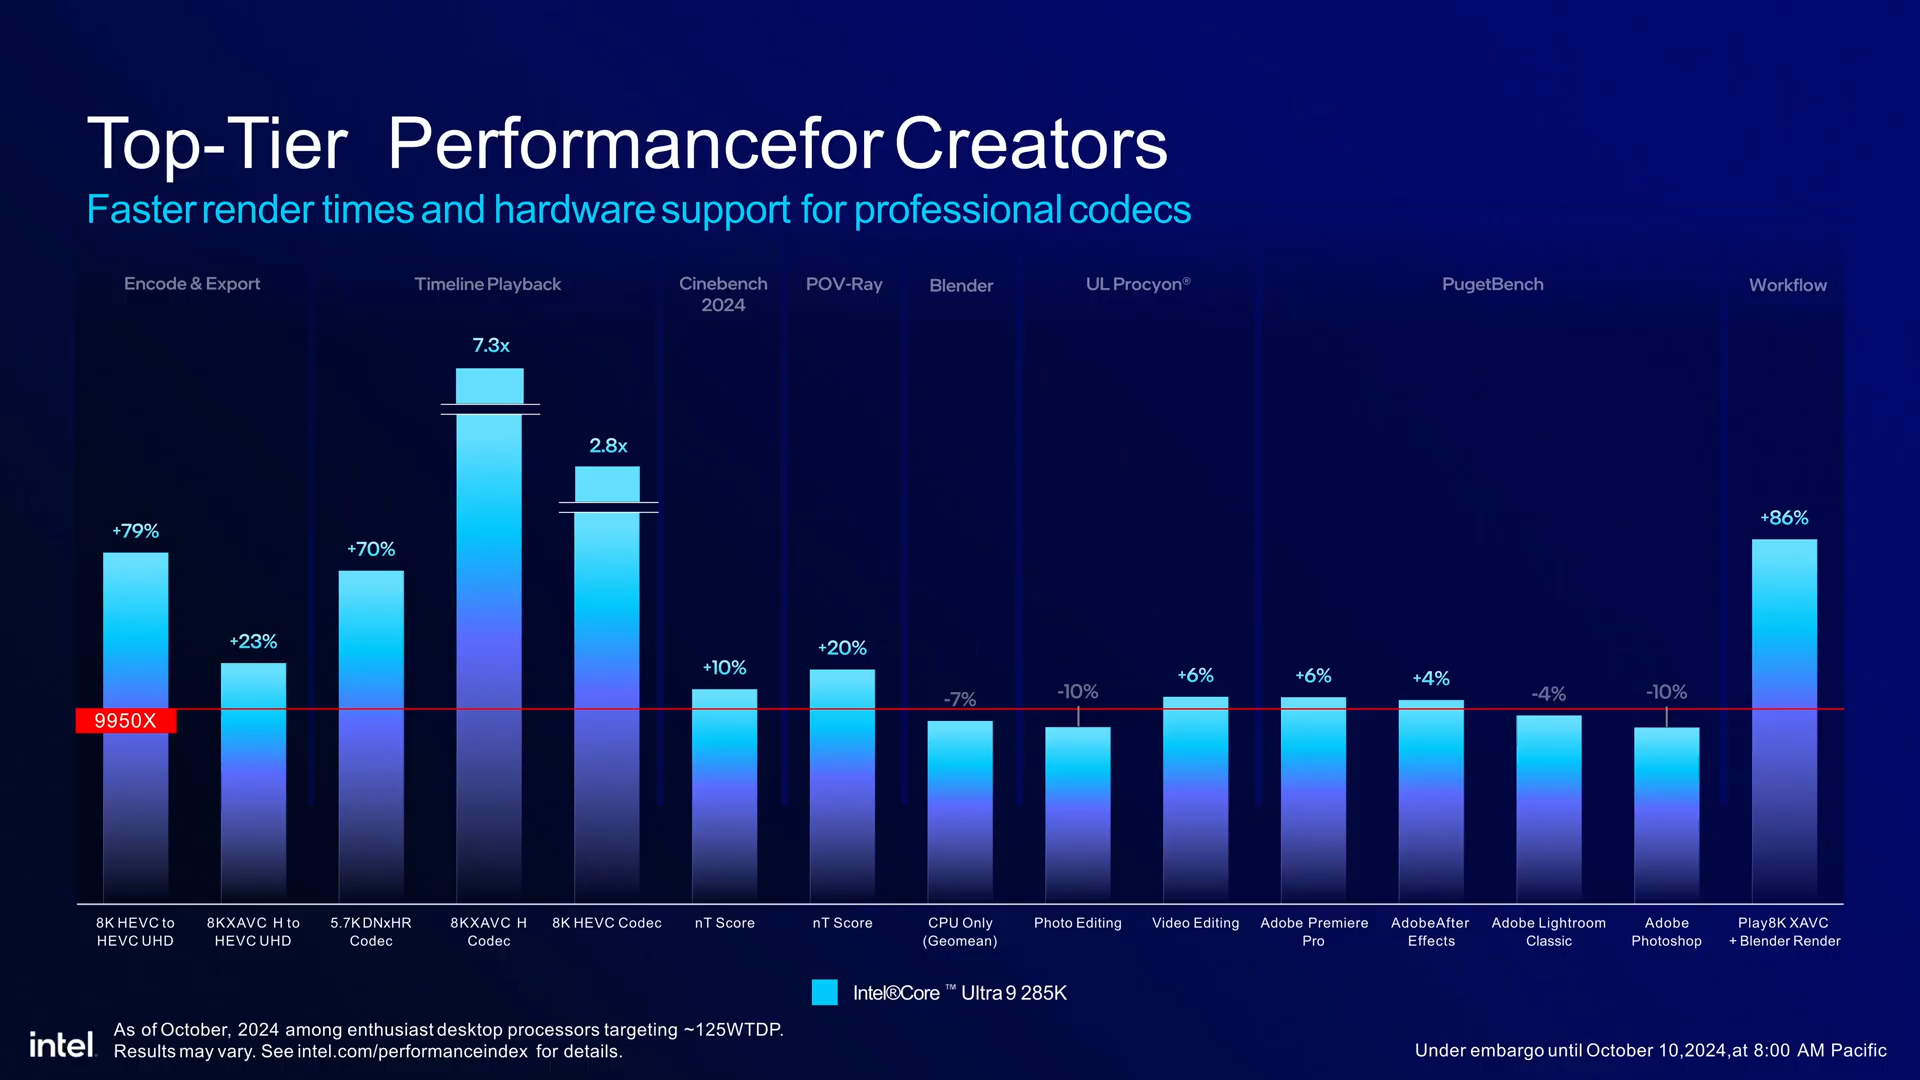 Top-Tier Performancefor Creators
Faster render times and hardware support for professional codecs
Encode & Export
Timeline Playback
Cinebench
2024
POV-Ray
Blender
UL Procyon®
PugetBench
Workflow
+79%
+23%
+70%
7.3x
2.8x
+10%
+20%
-7%
-10%
+6%
+6%
+4%
-4%
-10%
+86%
9950X
8K HEVC to
HEVC UHD
8KXAVC H to
HEVC UHD
5.7K DNxHR
Codec
8KXAVC H
Codec
8K HEVC Codec
nT Score
nT Score
CPU Only
(Geomean)
Photo Editing
Video Editing
Adobe Premiere
Pro
AdobeAfter
Effects
Adobe Lightroom
Classic
Adobe
Photoshop
Play8K XAVC
+ Blender Render
Intel®Core ™ Ultra 9 285K
intel
As of October, 2024 among enthusiast desktop processors targeting ~125WTDP.
Results may vary. See intel.com/performanceindex for details.
Under embargo until October 10,2024,at 8:00 AM Pacific